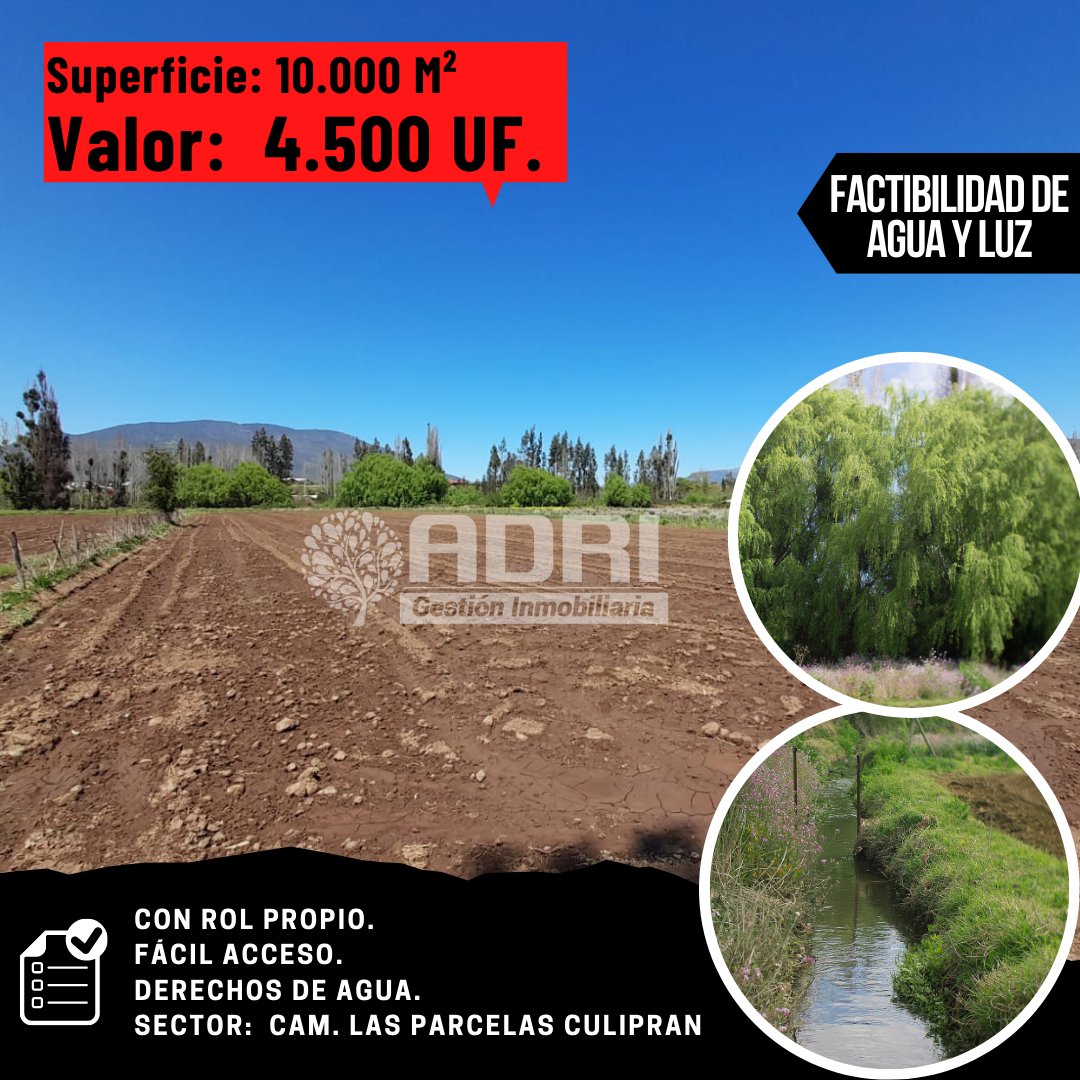 Superficie: 10.000 M²
Valor: 4.500 UF.
FACTIBILIDAD DE
AGUA Y LUZ
ADRI
Gestión Inmobiliaria
CON ROL PROPIO.
FÁCIL ACCESO.
DERECHOS DE AGUA.
SECTOR: CAM. LAS PARCELAS CULIPRAN